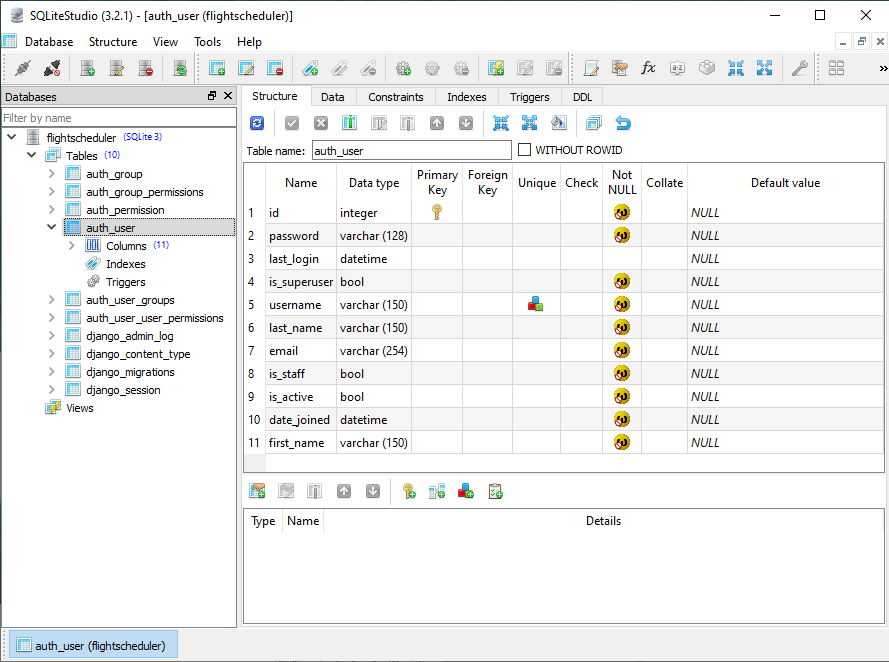 SQLiteStudio (3.2.1) - [auth_user (flightscheduler)]
Database Structure View Tools Help
Databases
Filter by name
flightscheduler (SQLite 3)
Tables (10)
auth_group
auth_group_permissions
auth_permission
auth_user
Columns (11)
Indexes
Triggers
auth_user_groups
auth_user_user_permissions
django_admin_log
django_content_type
django_migrations
django_session
Views
Structure Data Constraints Indexes Triggers DDL
Table name: auth_user WITHOUT ROWID
Name Data type Primary Key Foreign Key Unique Check Not NULL Collate Default value
1 id integer NULL
2 password varchar (128) NULL
3 last_login datetime NULL
4 is_superuser bool NULL
5 username varchar (150) NULL
6 last_name varchar (150) NULL
7 email varchar (254) NULL
8 is_staff bool NULL
9 is_active bool NULL
10 date_joined datetime NULL
11 first_name varchar (150) NULL
Type Name Details
auth_user (flightscheduler)